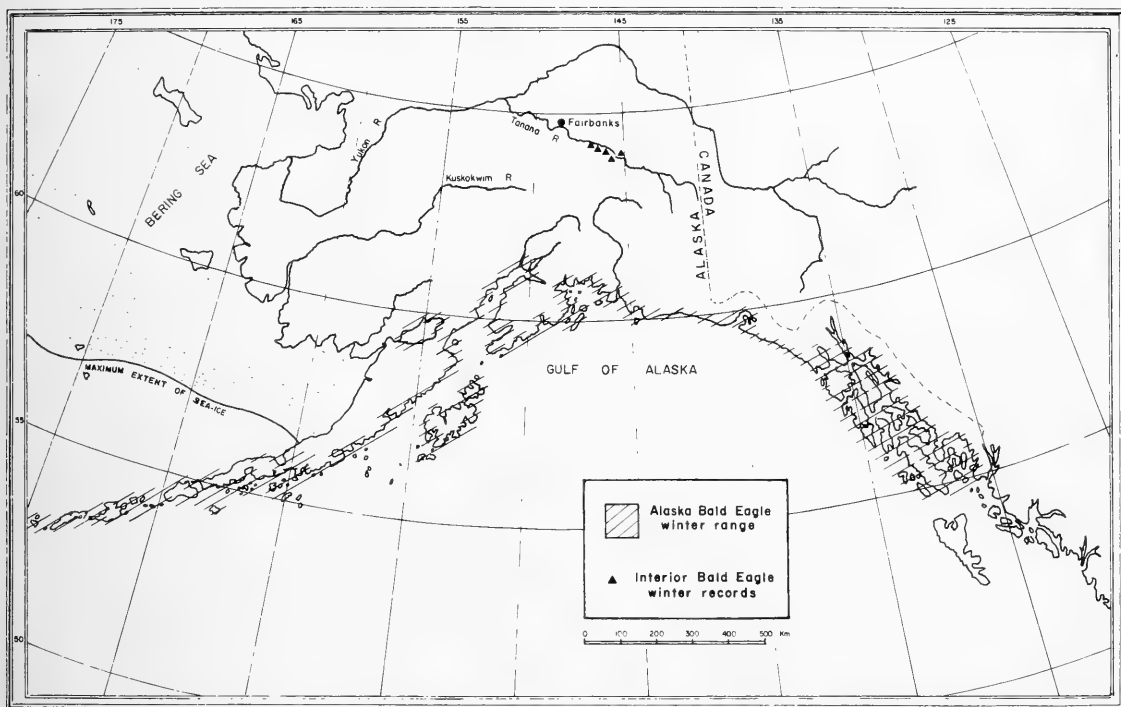 175
165
155
145
135
125
Fairbanks
Tanana R
Yukon R
Kuskokwim R
CANADA
ALASKA
BERING SEA
60
MAXIMUM EXTENT OF SEA-ICE
GULF OF ALASKA
55
50
Alaska Bald Eagle
winter range
Interior Bald Eagle
winter records
0 100 200 300 400 500 Km